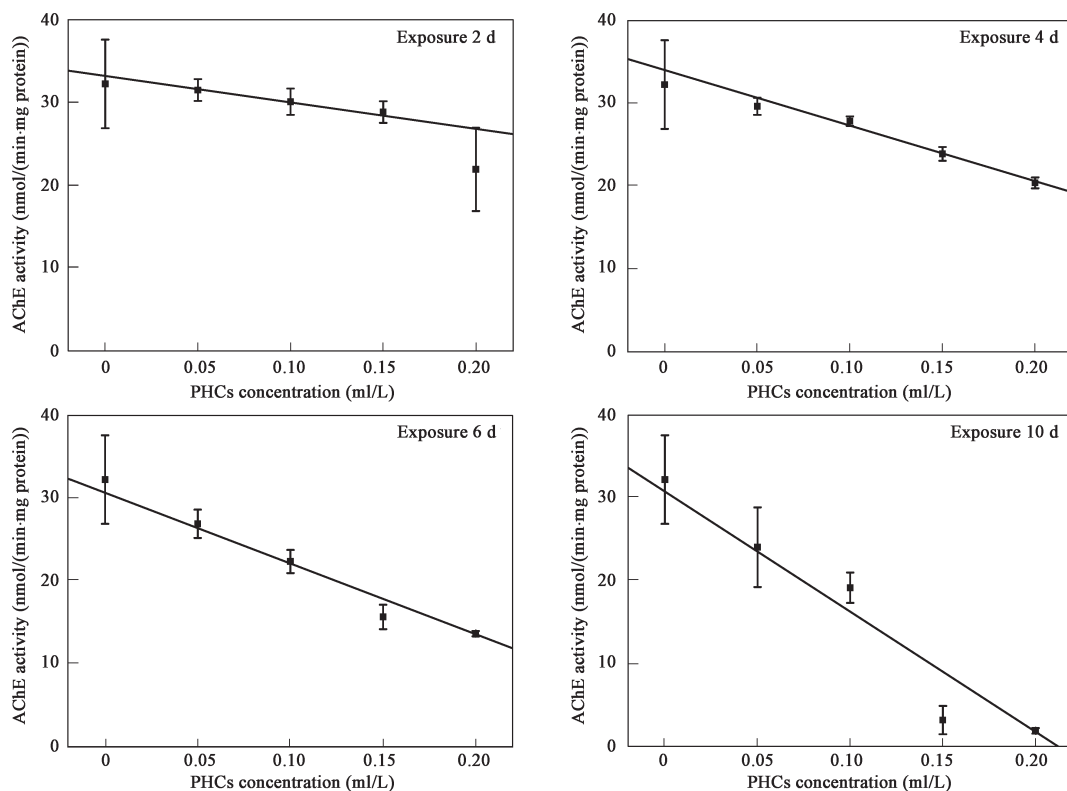 Exposure 2 d
AChE activity (nmol/(min·mg protein))
40
30
20
10
0
0 0.05 0.10 0.15 0.20
PHCs concentration (ml/L)
Exposure 4 d
AChE activity (nmol/(min·mg protein))
40
30
20
10
0
0 0.05 0.10 0.15 0.20
PHCs concentration (ml/L)
Exposure 6 d
AChE activity (nmol/(min·mg protein))
40
30
20
10
0
0 0.05 0.10 0.15 0.20
PHCs concentration (ml/L)
Exposure 10 d
AChE activity (nmol/(min·mg protein))
40
30
20
10
0
0 0.05 0.10 0.15 0.20
PHCs concentration (ml/L)